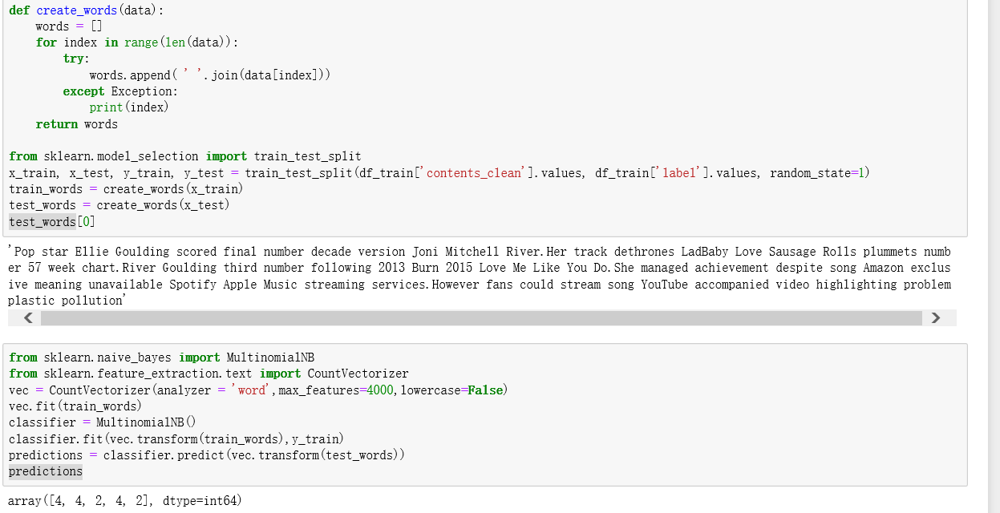 def create_words(data):
    words = []
    for index in range(len(data)):
        try:
            words.append( ' '.join(data[index]))
        except Exception:
            print(index)
    return words

from sklearn.model_selection import train_test_split
x_train, x_test, y_train, y_test = train_test_split(df_train['contents_clean'].values, df_train['label'].values, random_state=1)
train_words = create_words(x_train)
test_words = create_words(x_test)
test_words[0]
'Pop star Ellie Goulding scored final number decade version Joni Mitchell River.Her track dethrones LadBaby Love Sausage Rolls plummets numb
er 57 week chart.River Goulding third number following 2013 Burn 2015 Love Me Like You Do.She managed achievement despite song Amazon exclus
ive meaning unavailable Spotify Apple Music streaming services.However fans could stream song YouTube accompanied video highlighting problem
plastic pollution'
from sklearn.naive_bayes import MultinomialNB
from sklearn.feature_extraction.text import CountVectorizer
vec = CountVectorizer(analyzer = 'word',max_features=4000,lowercase=False)
vec.fit(train_words)
classifier = MultinomialNB()
classifier.fit(vec.transform(train_words),y_train)
predictions = classifier.predict(vec.transform(test_words))
predictions
array([4, 4, 2, 4, 2], dtype=int64)